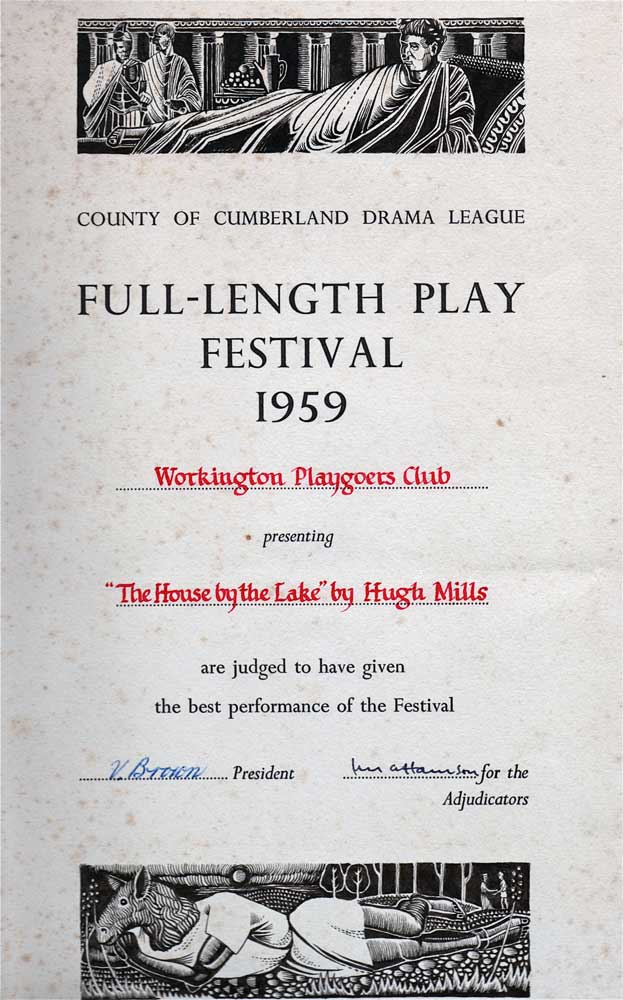 COUNTY OF CUMBERLAND DRAMA LEAGUE
FULL-LENGTH PLAY
FESTIVAL
1959
Workington Playgoers Club
presenting
"The House by the Lake" by Hugh Mills
are judged to have given
the best performance of the Festival
V. Brown President for the
Adjudicators